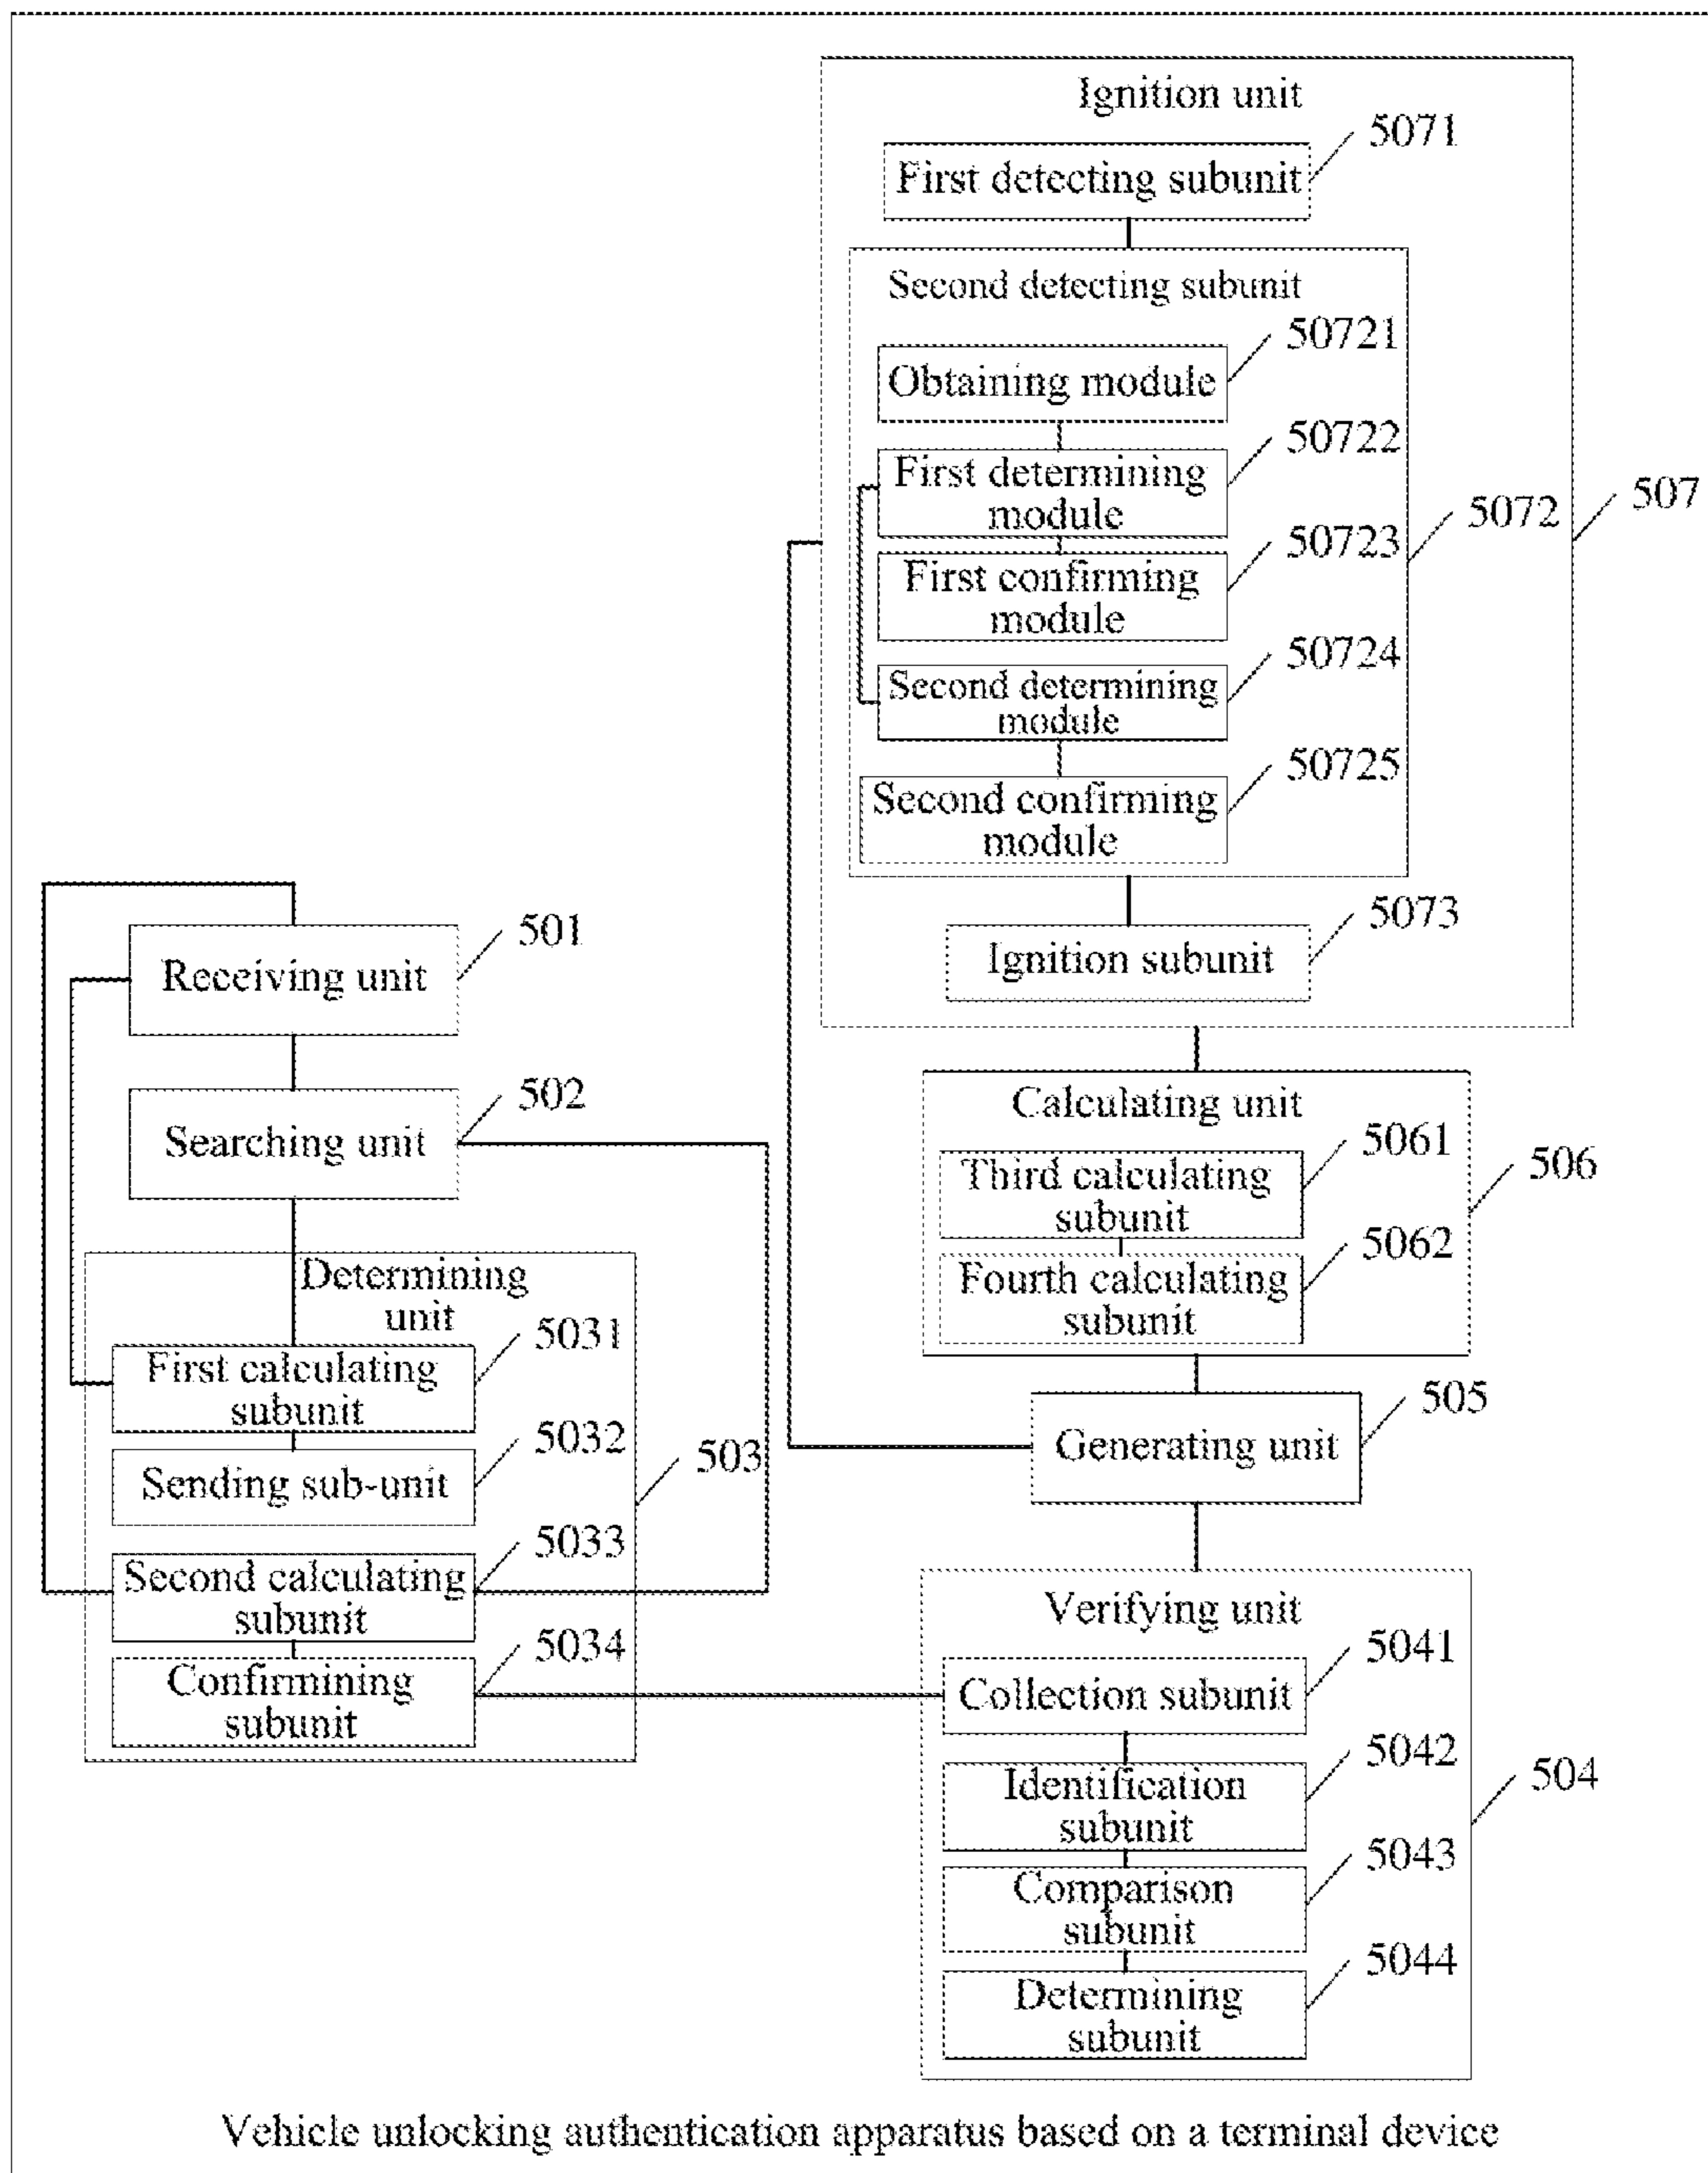 Ignition unit
5071
First detecting subunit
Second detecting subunit
50721
Obtaining module
50722
First determining
module
507
5072
50723
First confirming
module
50724
Second determining
module
50725
Second confirming
module
5073
Ignition subunit
501
Receiving unit
502
Searching unit
Calculating unit
5061
506
Third calculating
subunit
5062
Fourth calculating
subunit
Determining
unit
5031
First calculating
subunit
5032
503
Sending sub-unit
505
Generating unit
5033
Second calculating
subunit
5034
Confirmining
subunit
Verifying unit
5041
Collection subunit
5042
504
Identification
subunit
5043
Comparison
subunit
5044
Determining
subunit
Vehicle unlocking authentication apparatus based on a terminal device